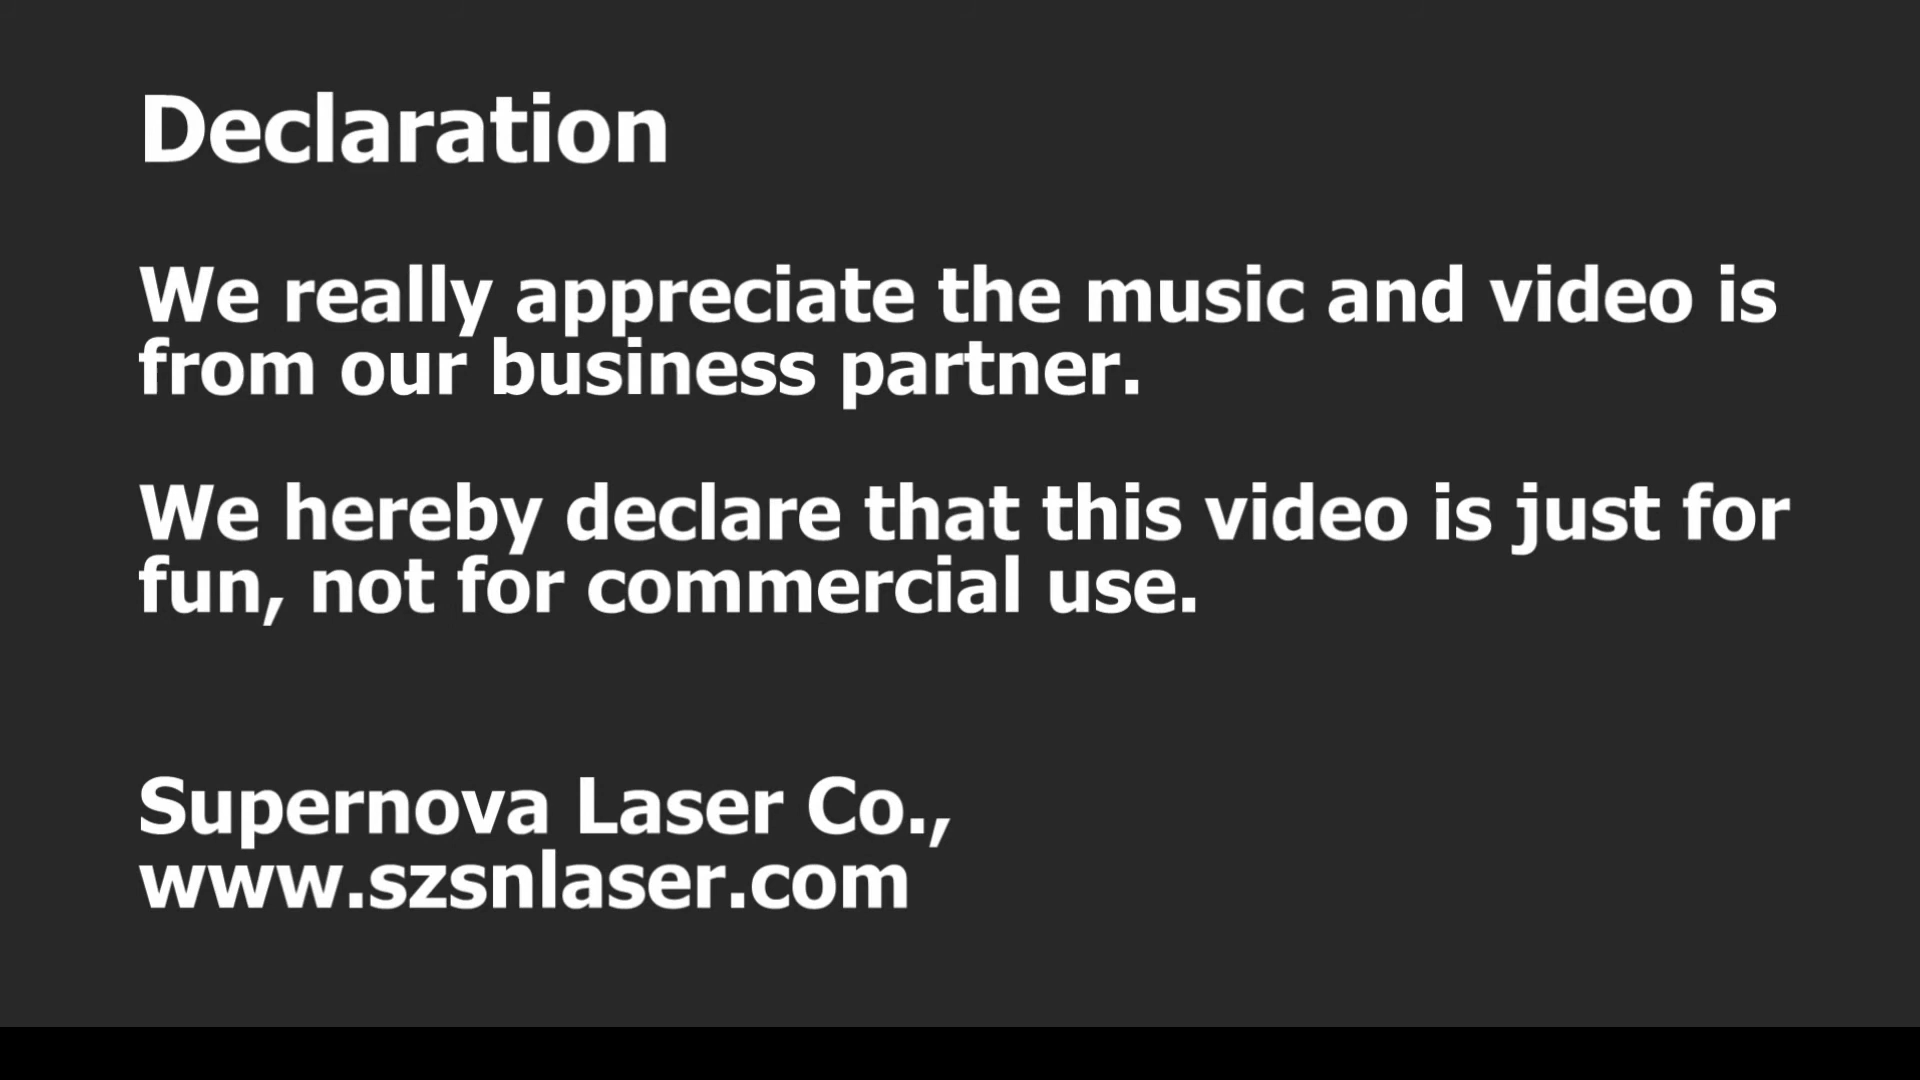 Declaration
We really appreciate the music and video is
from our business partner.
We hereby declare that this video is just for
fun, not for commercial use.
Supernova Laser Co.,
www.szsnlaser.com